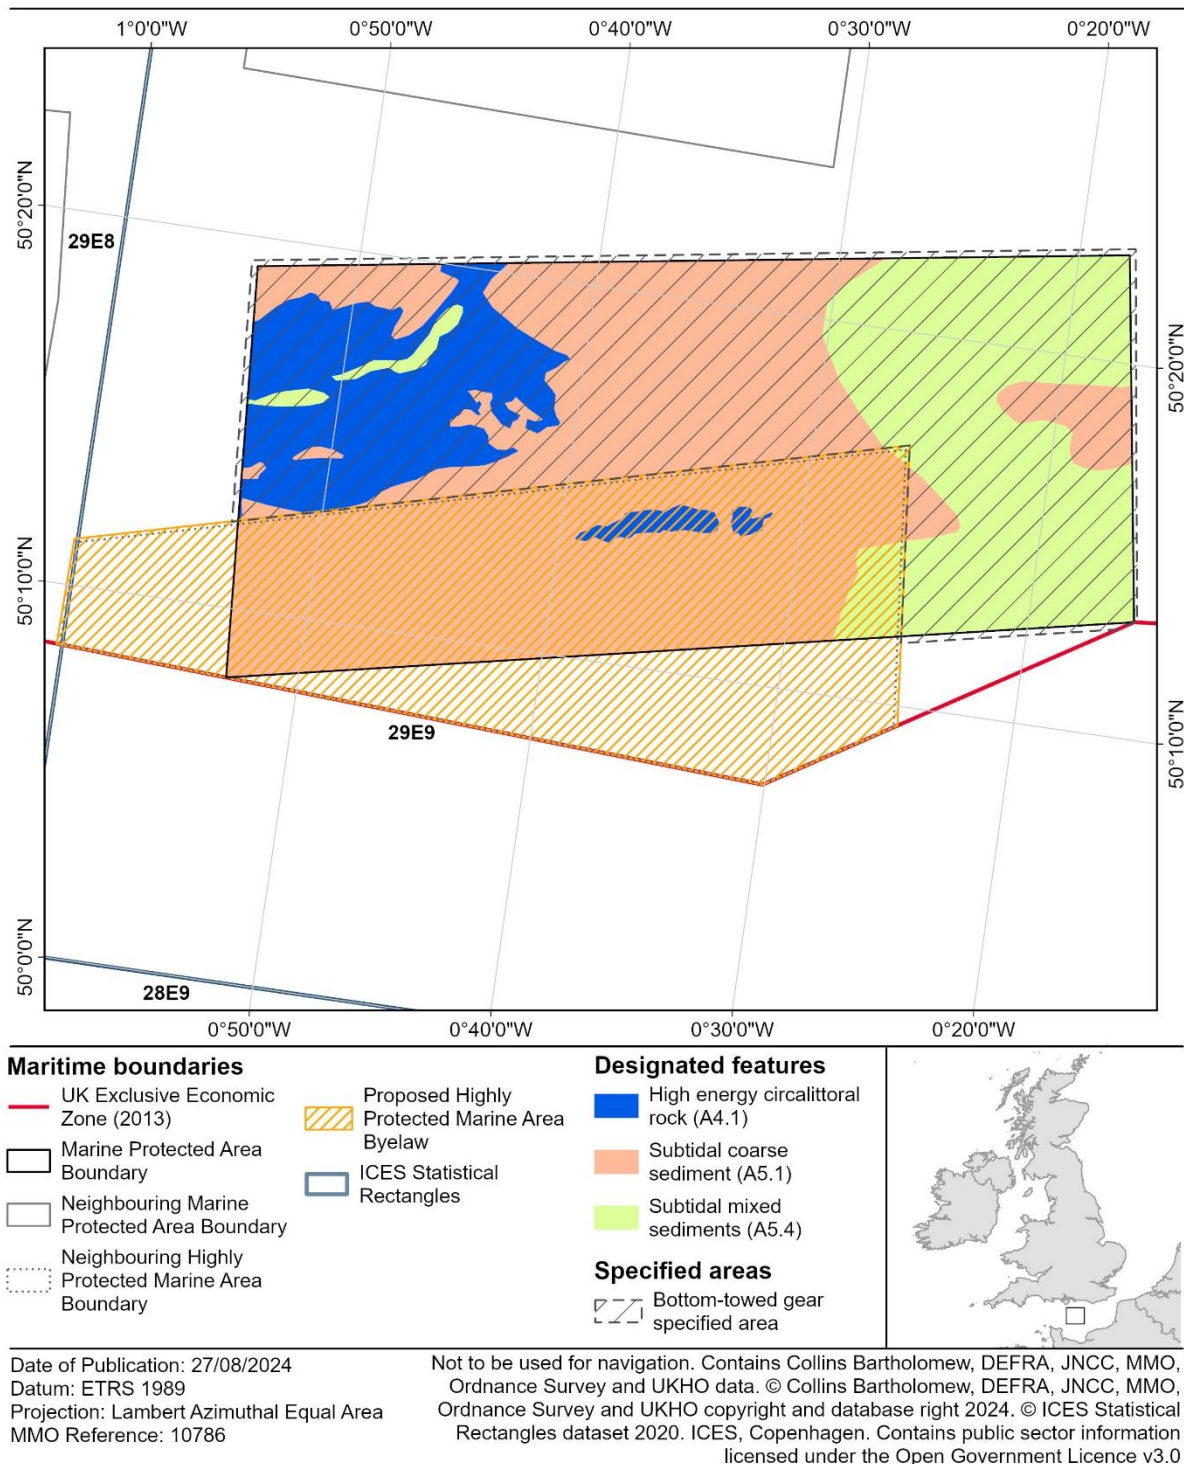 1°0'0"W
0°50'0"W
0°40'0"W
0°30'0"W
0°20'0"W
50°20'0"N
29E8
50°20'0"N
50°10'0"N
29E9
50°10'0"N
50°0'0"N
28E9
0°50'0"W
0°40'0"W
0°30'0"W
0°20'0"W
Maritime boundaries
UK Exclusive Economic
Zone (2013)
Marine Protected Area
Boundary
Neighbouring Marine
Protected Area Boundary
Neighbouring Highly
Protected Marine Area
Boundary
Proposed Highly
Protected Marine Area
Byelaw
ICES Statistical
Rectangles
Designated features
High energy circalittoral
rock (A4.1)
Subtidal coarse
sediment (A5.1)
Subtidal mixed
sediments (A5.4)
Specified areas
Bottom-towed gear
specified area
Date of Publication: 27/08/2024
Datum: ETRS 1989
Projection: Lambert Azimuthal Equal Area
MMO Reference: 10786
Not to be used for navigation. Contains Collins Bartholomew, DEFRA, JNCC, MMO,
Ordnance Survey and UKHO data. © Collins Bartholomew, DEFRA, JNCC, MMO,
Ordnance Survey and UKHO copyright and database right 2024. © ICES Statistical
Rectangles dataset 2020. ICES, Copenhagen. Contains public sector information
licensed under the Open Government Licence v3.0